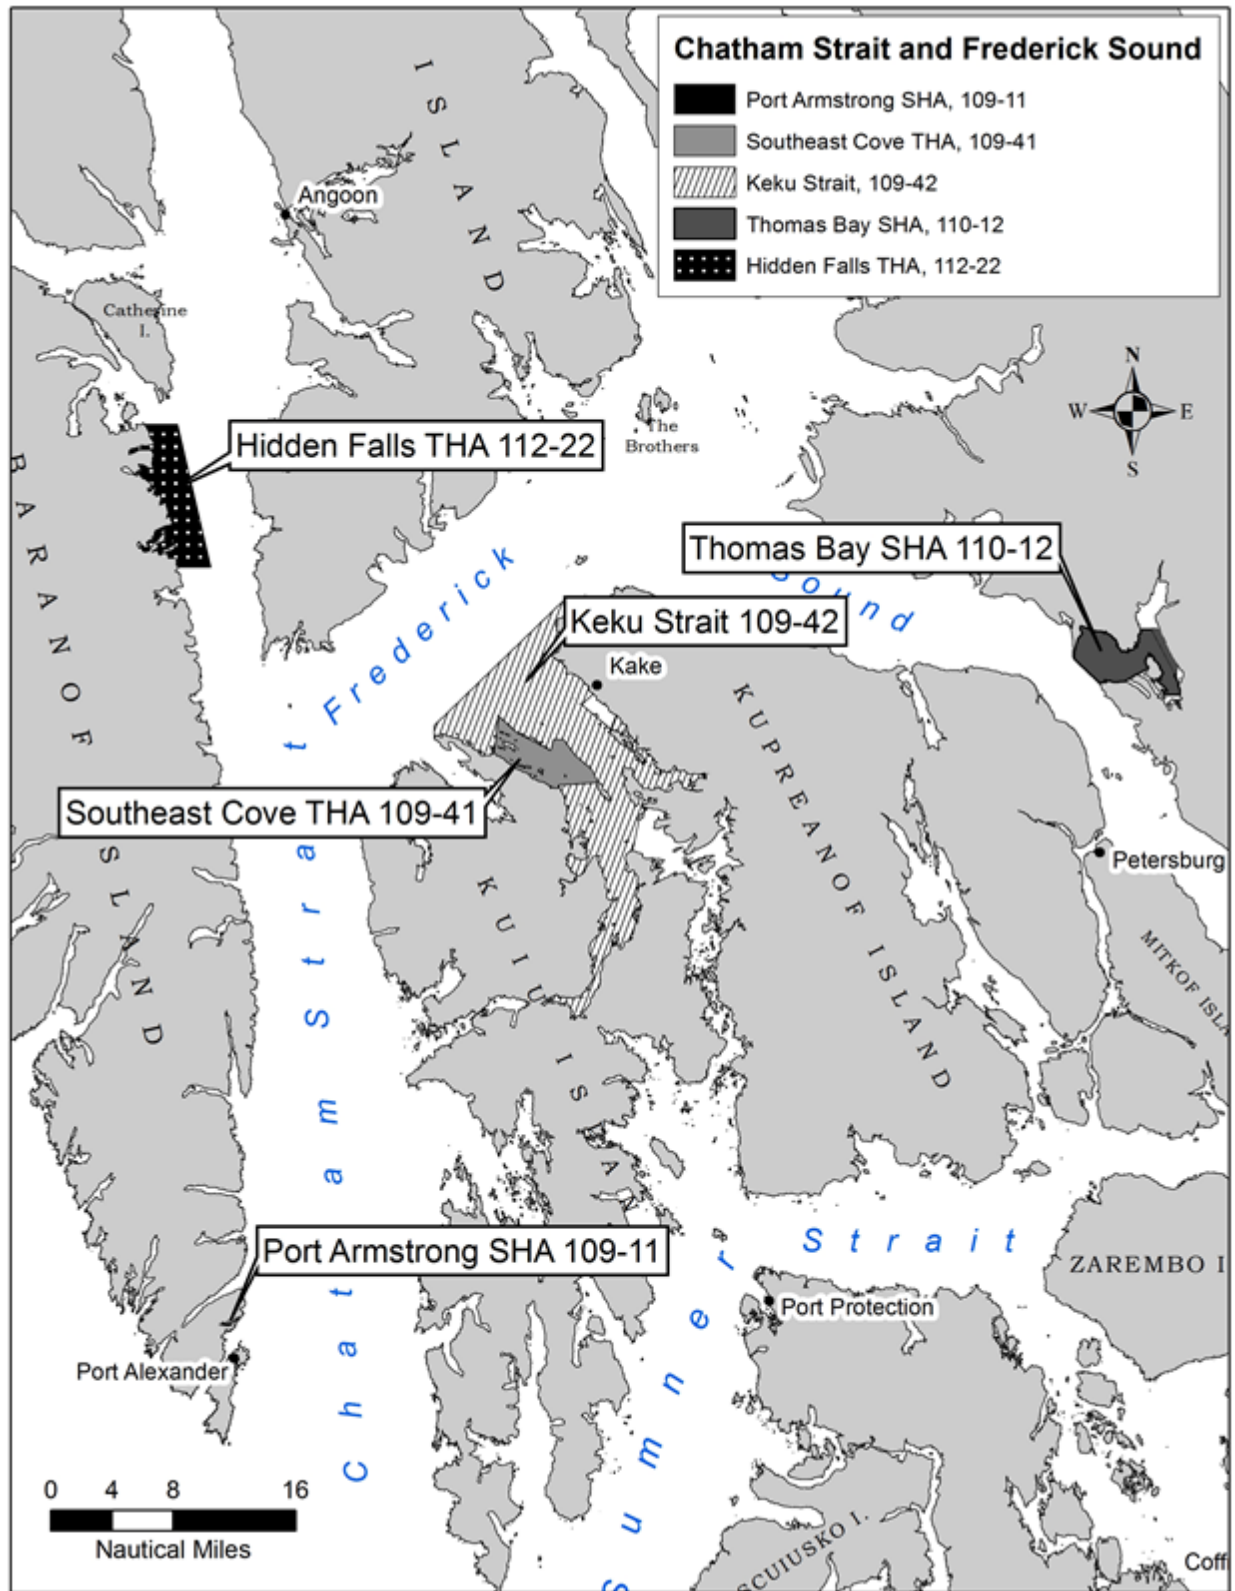 Chatham Strait and Frederick Sound
Port Armstrong SHA, 109-11
Southeast Cove THA, 109-41
Keku Strait, 109-42
Thomas Bay SHA, 110-12
Hidden Falls THA, 112-22
ISLAND
Angoon
Catherine
I.
N
W E
S
The
Brothers
Hidden Falls THA 112-22
Thomas Bay SHA 110-12
Frederick Sound
Keku Strait 109-42
Kake
BARANOF ISLAND
Southeast Cove THA 109-41
KUPREANOF ISLAND
Petersburg
MITKOF ISLA
KUIU ISLA
Chatham Strait
Port Armstrong SHA 109-11
Sumner Strait
ZAREMBO I
Port Protection
Port Alexander
0 4 8 16
Nautical Miles
SCIUSKO I.
Coff